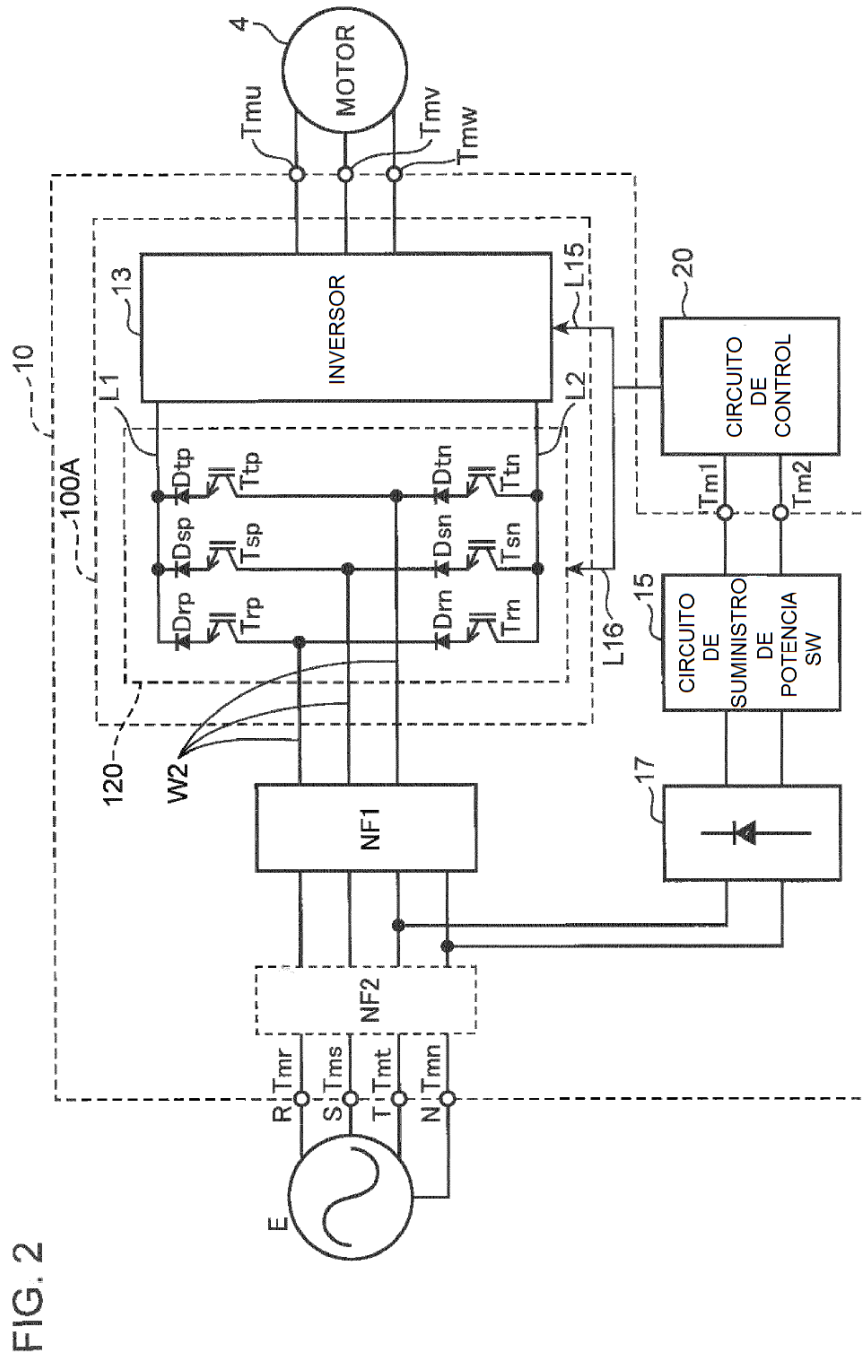 FIG. 2
10
100A
120
W2
L1
13
Drp
Dsp
Dtp
Trp
Tsp
Ttp
Drn
Dsn
Dtn
Trn
Tsn
Ttn
L2
INVERSOR
Tmu
Tmv
Tmw
4
MOTOR
L15
L16
E
R
Tmr
S
Tms
T
Tmt
N
Tmn
NF2
NF1
17
15
CIRCUITO
DE
SUMINISTRO
DE
POTENCIA
SW
Tm1
Tm2
20
CIRCUITO
DE
CONTROL